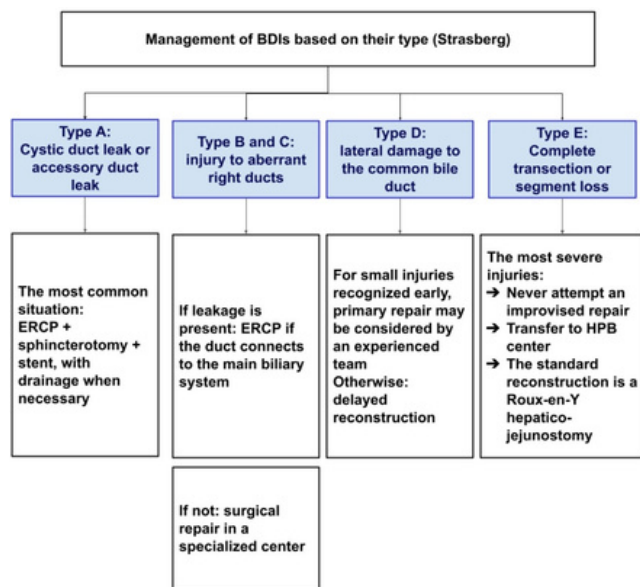 Management of BDIs based on their type (Strasberg)
Type A:
Cystic duct leak or
accessory duct
leak
Type B and C:
injury to aberrant
right ducts
Type D:
lateral damage to
the common bile
duct
Type E:
Complete
transection or
segment loss
The most common
situation:
ERCP +
sphincterotomy +
stent, with
drainage when
necessary
If leakage is
present: ERCP if
the duct connects
to the main biliary
system
For small injuries
recognized early,
primary repair may
be considered by
an experienced
team
Otherwise:
delayed
reconstruction
The most severe
injuries:
➔ Never attempt an
improvised repair
➔ Transfer to HPB
center
➔ The standard
reconstruction is a
Roux-en-Y
hepatico-
jejunostomy
If not: surgical
repair in a
specialized center